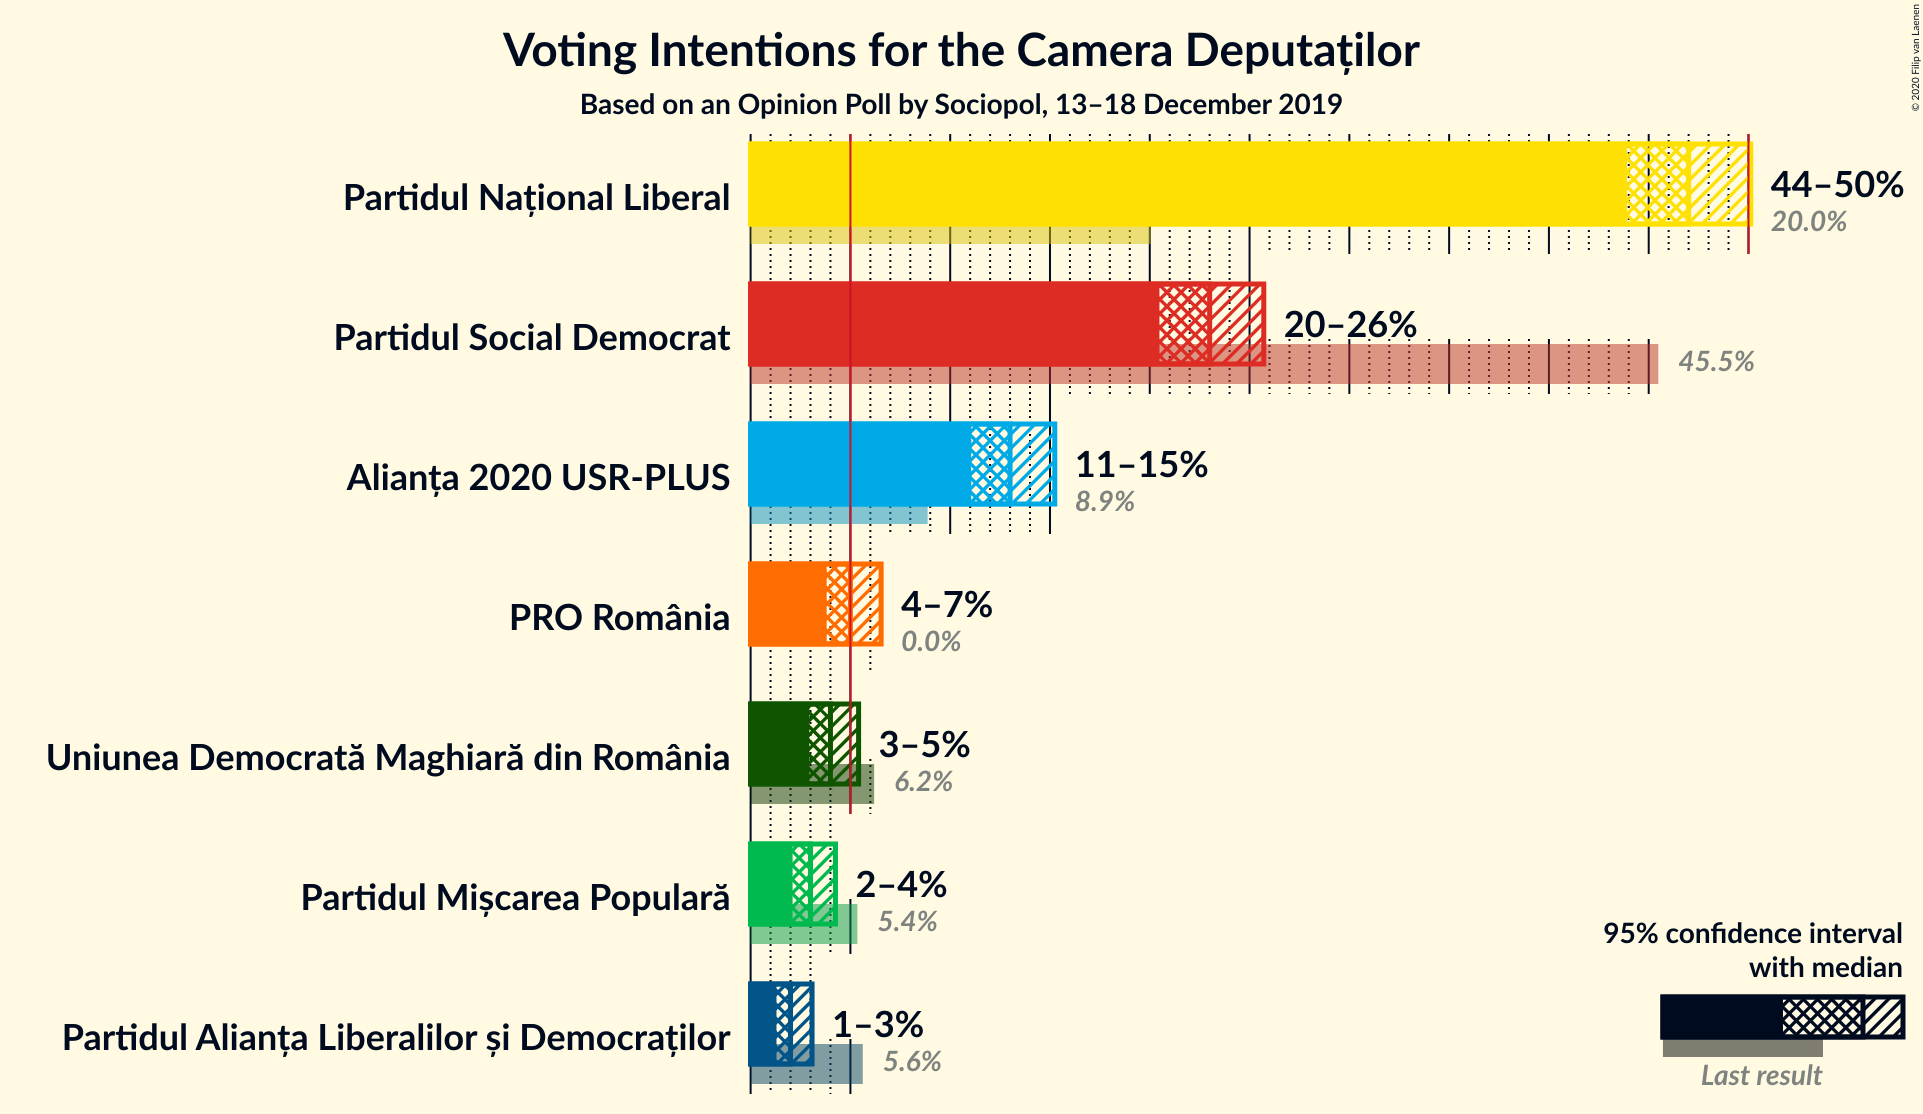 Voting Intentions for the Camera Deputaților
Based on an Opinion Poll by Sociopol, 13–18 December 2019
© 2020 Filip van Laenen
Partidul Național Liberal
44–50%
20.0%
Partidul Social Democrat
20–26%
45.5%
Alianța 2020 USR-PLUS
11–15%
8.9%
PRO România
4–7%
0.0%
Uniunea Democrată Maghiară din România
3–5%
6.2%
Partidul Mișcarea Populară
2–4%
5.4%
Partidul Alianța Liberalilor și Democraților
1–3%
5.6%
95% confidence interval
with median
Last result